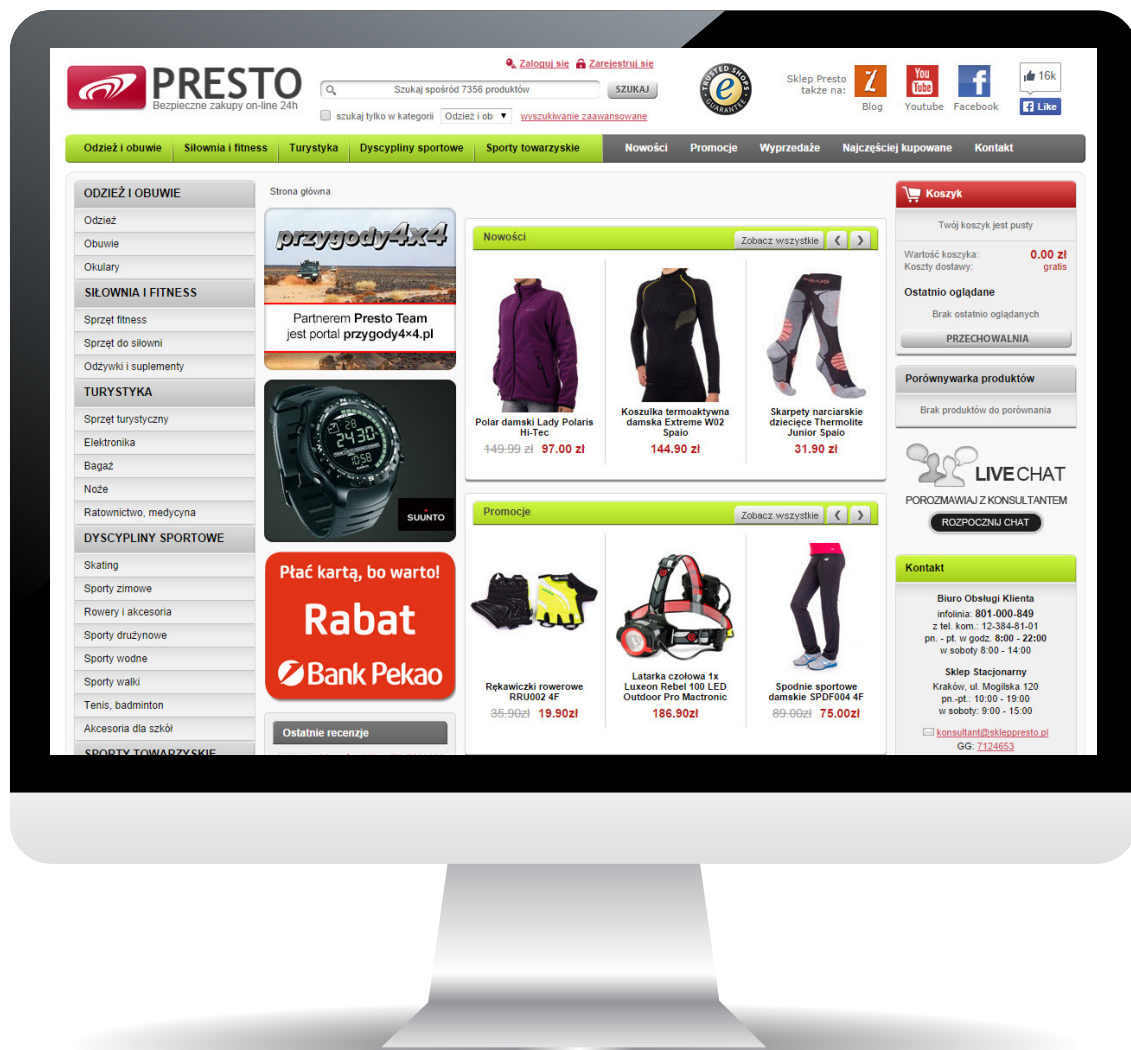 Zaloguj się Zarejestruj się
PRESTO
Bezpieczne zakupy on-line 24h
Szukaj spośród 7356 produktów
SZUKAJ
szukaj tylko w kategorii Odzież i ob wyszukiwanie zaawansowane
TRUSTED SHOPS
GUARANTEE
Sklep Presto
także na:
Blog
You
Tube
Youtube
Facebook
16k
Like
Odzież i obuwie Siłownia i fitness Turystyka Dyscypliny sportowe Sporty towarzyskie Nowości Promocje Wyprzedaże Najczęściej kupowane Kontakt
ODZIEŻ I OBUWIE
Odzież
Obuwie
Okulary
SIŁOWNIA I FITNESS
Sprzęt fitness
Sprzęt do siłowni
Odżywki i suplementy
TURYSTYKA
Sprzęt turystyczny
Elektronika
Bagaż
Noże
Ratownictwo, medycyna
DYSCYPLINY SPORTOWE
Skating
Sporty zimowe
Rowery i akcesoria
Sporty drużynowe
Sporty wodne
Sporty walki
Tenis, badminton
Akcesoria dla szkół
SPORTY TOWARZYSKIE
Strona główna
przygody4x4
Partnerem Presto Team
jest portal przygody4×4.pl
SUUNTO
Płać kartą, bo warto!
Rabat
Bank Pekao
Ostatnie recenzje
Nowości
Zobacz wszystkie
Polar damski Lady Polaris
Hi-Tec
149.99 zł 97.00 zł
Koszulka termoaktywna
damska Extreme W02
Spaio
144.90 zł
Skarpety narciarskie
dziecięce Thermolite
Junior Spaio
31.90 zł
Promocje
Zobacz wszystkie
Rękawiczki rowerowe
RRU002 4F
35.90zł 19.90zł
Latarka czołowa 1x
Luxeon Rebel 100 LED
Outdoor Pro Mactronic
186.90zł
Spodnie sportowe
damskie SPDF004 4F
89.00zł 75.00zł
Koszyk
Twój koszyk jest pusty
Wartość koszyka: 0.00 zł
Koszty dostawy: gratis
Ostatnio oglądane
Brak ostatnio oglądanych
PRZECHOWALNIA
Porównywarka produktów
Brak produktów do porównania
LIVE CHAT
POROZMAWIAJ Z KONSULTANTEM
ROZPOCZNIJ CHAT
Kontakt
Biuro Obsługi Klienta
infolinia: 801-000-849
z tel. kom.: 12-384-81-01
pn. - pt. w godz. 8:00 - 22:00
w soboty 8:00 - 14:00
Sklep Stacjonarny
Kraków, ul. Mogilska 120
pn.-pt.: 10:00 - 19:00
w soboty: 9:00 - 15:00
konsultant@skleppresto.pl
GG: 7124653